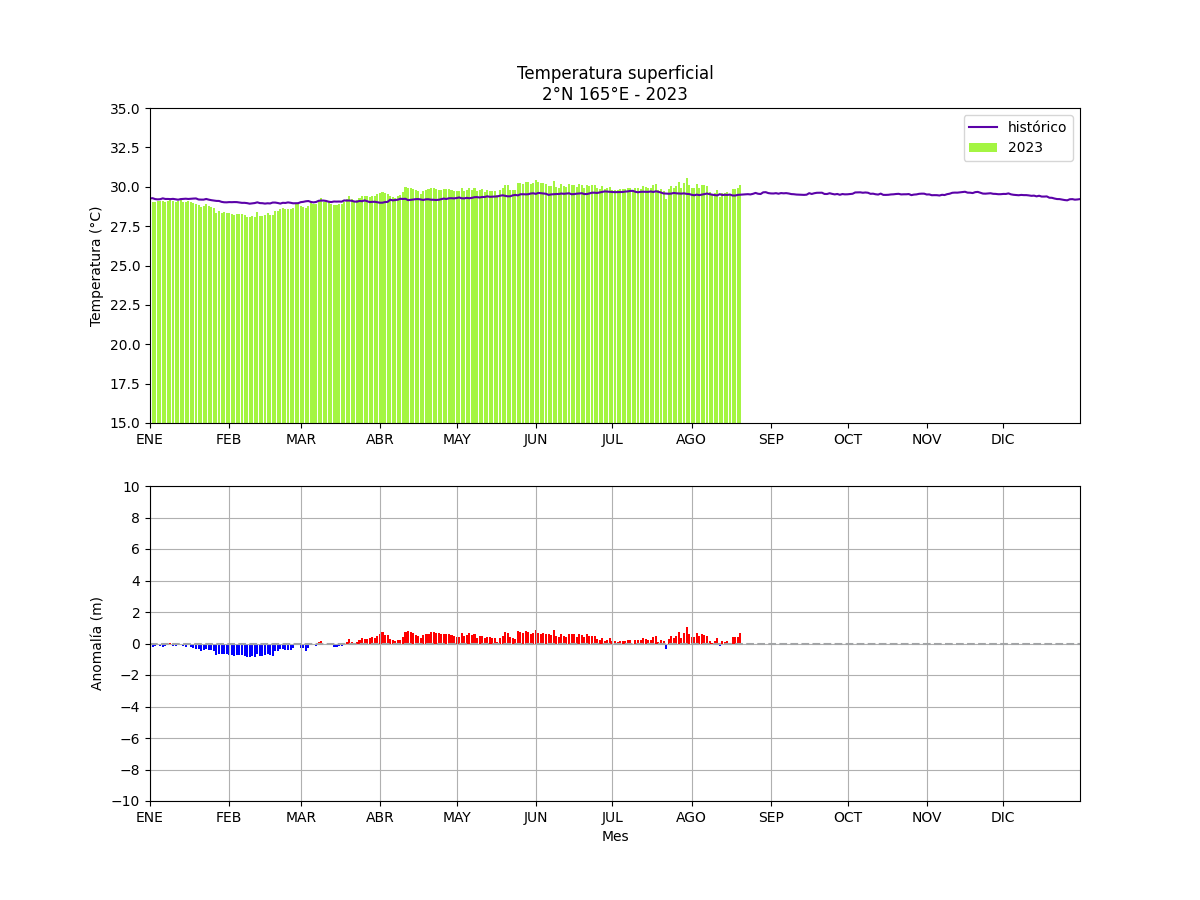 Temperatura superficial
2°N 165°E - 2023
Temperatura (°C)
35.0
32.5
30.0
27.5
25.0
22.5
20.0
17.5
15.0
histórico
2023
ENE FEB MAR ABR MAY JUN JUL AGO SEP OCT NOV DIC
Anomalía (m)
10
8
6
4
2
0
−2
−4
−6
−8
−10
ENE FEB MAR ABR MAY JUN JUL AGO SEP OCT NOV DIC
Mes